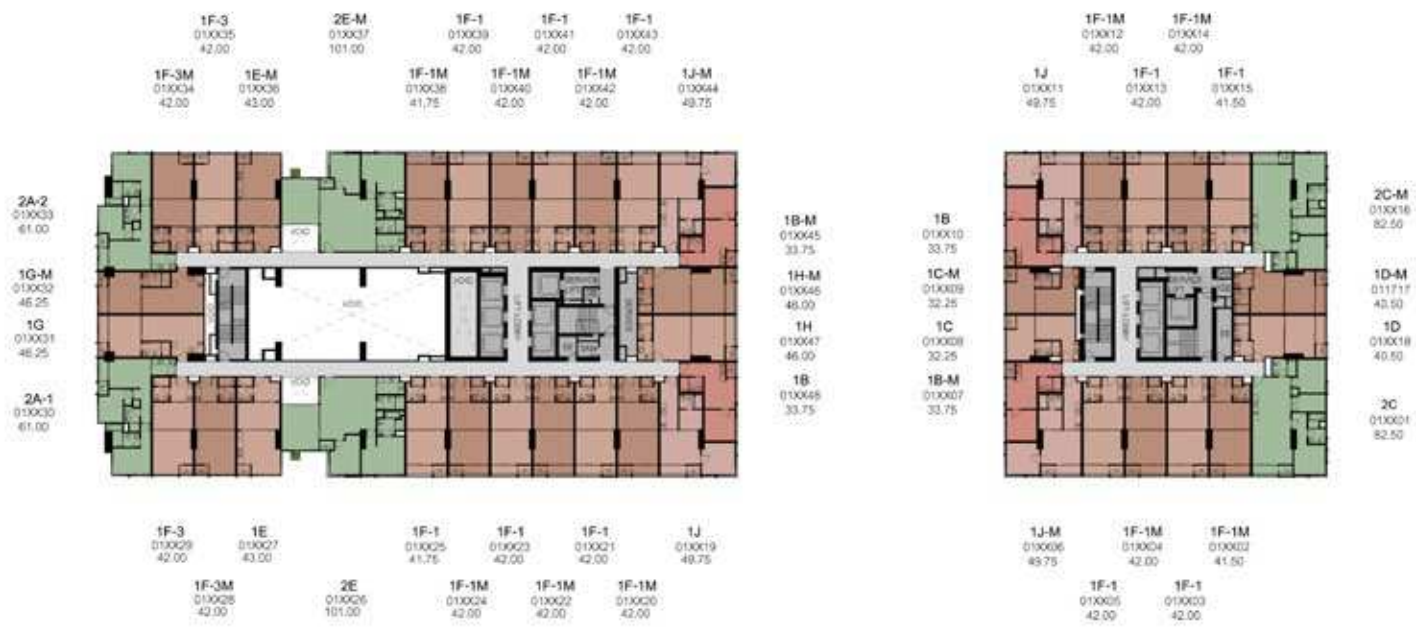 1F-3
01XX35
42.00
2E-M
01XX37
101.00
1F-1
01XX39
42.00
1F-1
01XX41
42.00
1F-1
01XX43
42.00
1F-1M
01XX12
42.00
1F-1M
01XX14
42.00
1F-3M
01XX34
42.00
1E-M
01XX36
43.00
1F-1M
01XX38
41.75
1F-1M
01XX40
42.00
1F-1M
01XX42
42.00
1J-M
01XX44
49.75
1J
01XX11
49.75
1F-1
01XX13
42.00
1F-1
01XX15
41.50
2A-2
01XX33
61.00
1G-M
01XX32
46.25
1G
01XX31
46.25
2A-1
01XX30
61.00
VOID
VOID
VOID
VOID
LIFT LOBBY
SERVICE
1B-M
01XX45
33.75
1H-M
01XX46
46.00
1H
01XX47
46.00
1B
01XX48
33.75
1B
01XX10
33.75
1C-M
01XX09
32.25
1C
01XX08
32.25
1B-M
01XX07
33.75
LIFT LOBBY
SERVICE
2C-M
01XX16
82.50
1D-M
011717
40.50
1D
01XX18
40.50
2C
01XX01
82.50
1F-3
01XX29
42.00
1E
01XX27
43.00
1F-1
01XX25
41.75
1F-1
01XX23
42.00
1F-1
01XX21
42.00
1J
01XX19
49.75
1J-M
01XX06
49.75
1F-1M
01XX04
42.00
1F-1M
01XX02
41.50
1F-3M
01XX28
42.00
2E
01XX26
101.00
1F-1M
01XX24
42.00
1F-1M
01XX22
42.00
1F-1M
01XX20
42.00
1F-1
01XX05
42.00
1F-1
01XX03
42.00